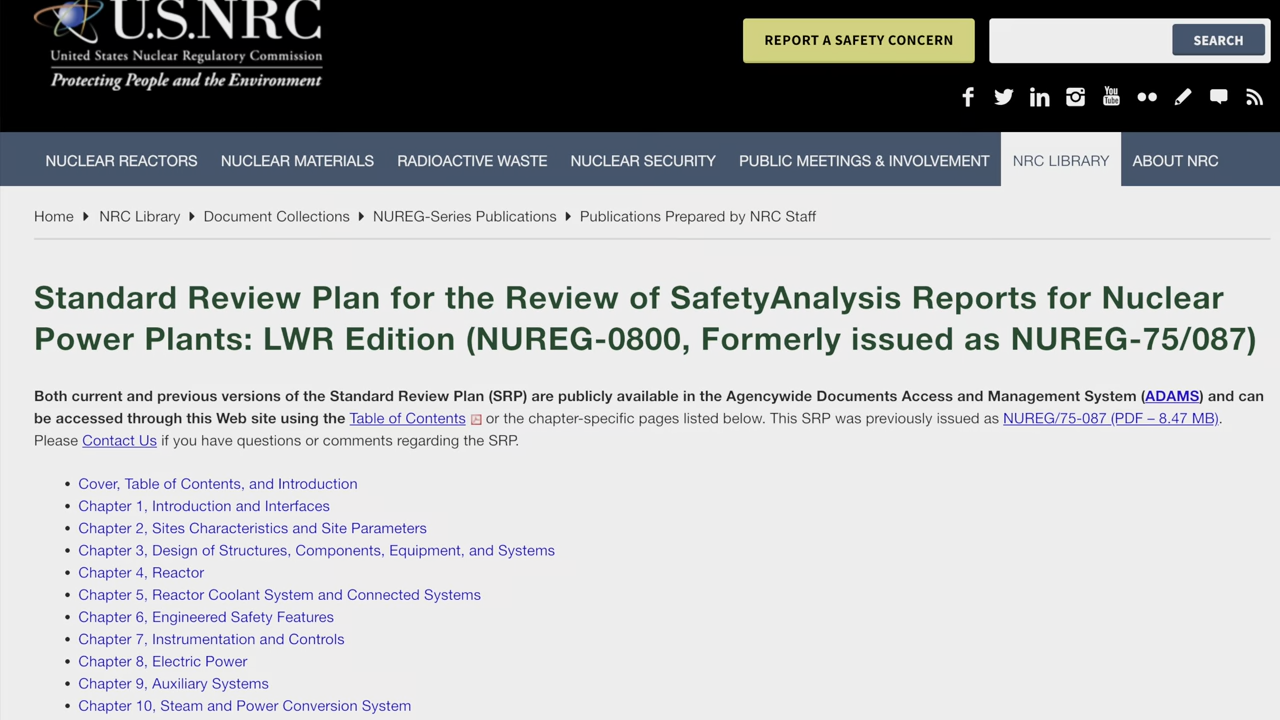 U.S.NRC
United States Nuclear Regulatory Commission
Protecting People and the Environment
REPORT A SAFETY CONCERN
SEARCH
You
Tube
NUCLEAR REACTORS NUCLEAR MATERIALS RADIOACTIVE WASTE NUCLEAR SECURITY PUBLIC MEETINGS & INVOLVEMENT NRC LIBRARY ABOUT NRC
Home NRC Library Document Collections NUREG-Series Publications Publications Prepared by NRC Staff
Standard Review Plan for the Review of SafetyAnalysis Reports for Nuclear
Power Plants: LWR Edition (NUREG-0800, Formerly issued as NUREG-75/087)
Both current and previous versions of the Standard Review Plan (SRP) are publicly available in the Agencywide Documents Access and Management System (ADAMS) and can
be accessed through this Web site using the Table of Contents or the chapter-specific pages listed below. This SRP was previously issued as NUREG/75-087 (PDF – 8.47 MB).
Please Contact Us if you have questions or comments regarding the SRP.
• Cover, Table of Contents, and Introduction
• Chapter 1, Introduction and Interfaces
• Chapter 2, Sites Characteristics and Site Parameters
• Chapter 3, Design of Structures, Components, Equipment, and Systems
• Chapter 4, Reactor
• Chapter 5, Reactor Coolant System and Connected Systems
• Chapter 6, Engineered Safety Features
• Chapter 7, Instrumentation and Controls
• Chapter 8, Electric Power
• Chapter 9, Auxiliary Systems
• Chapter 10, Steam and Power Conversion System